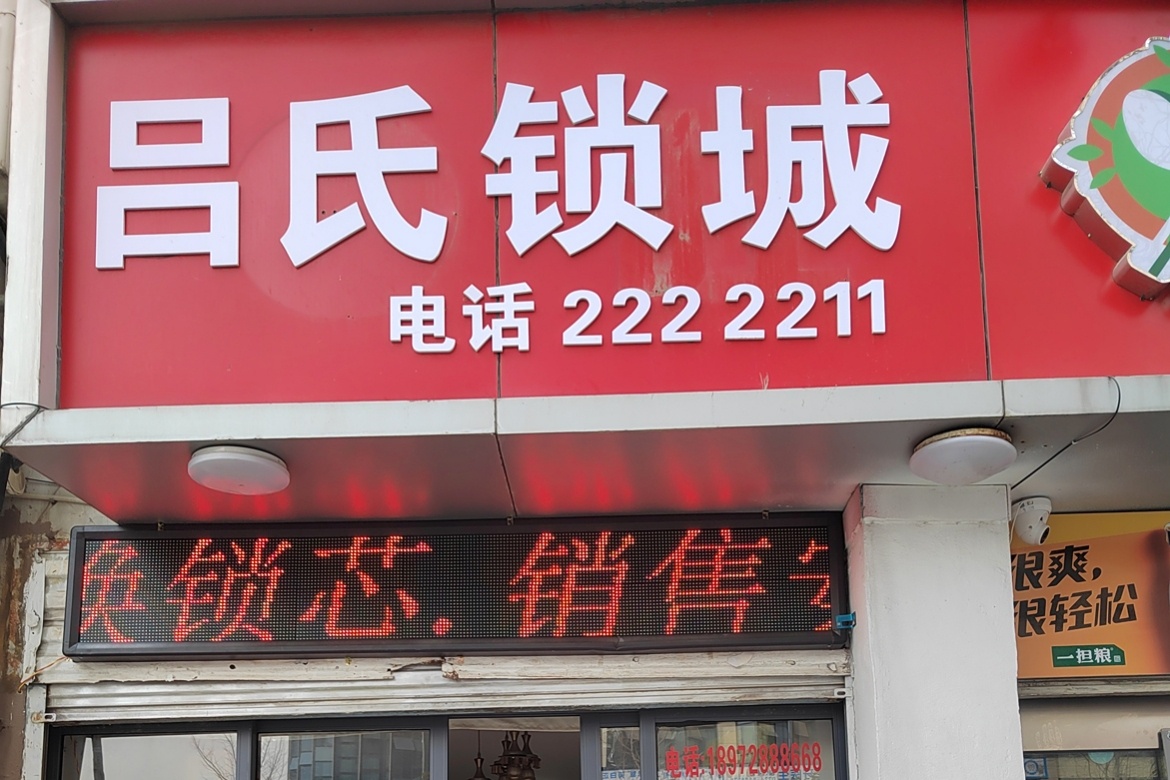 吕氏锁城
电话 222 2211
换锁芯.销售
很爽,
很轻松
一担粮
电话:18972888668